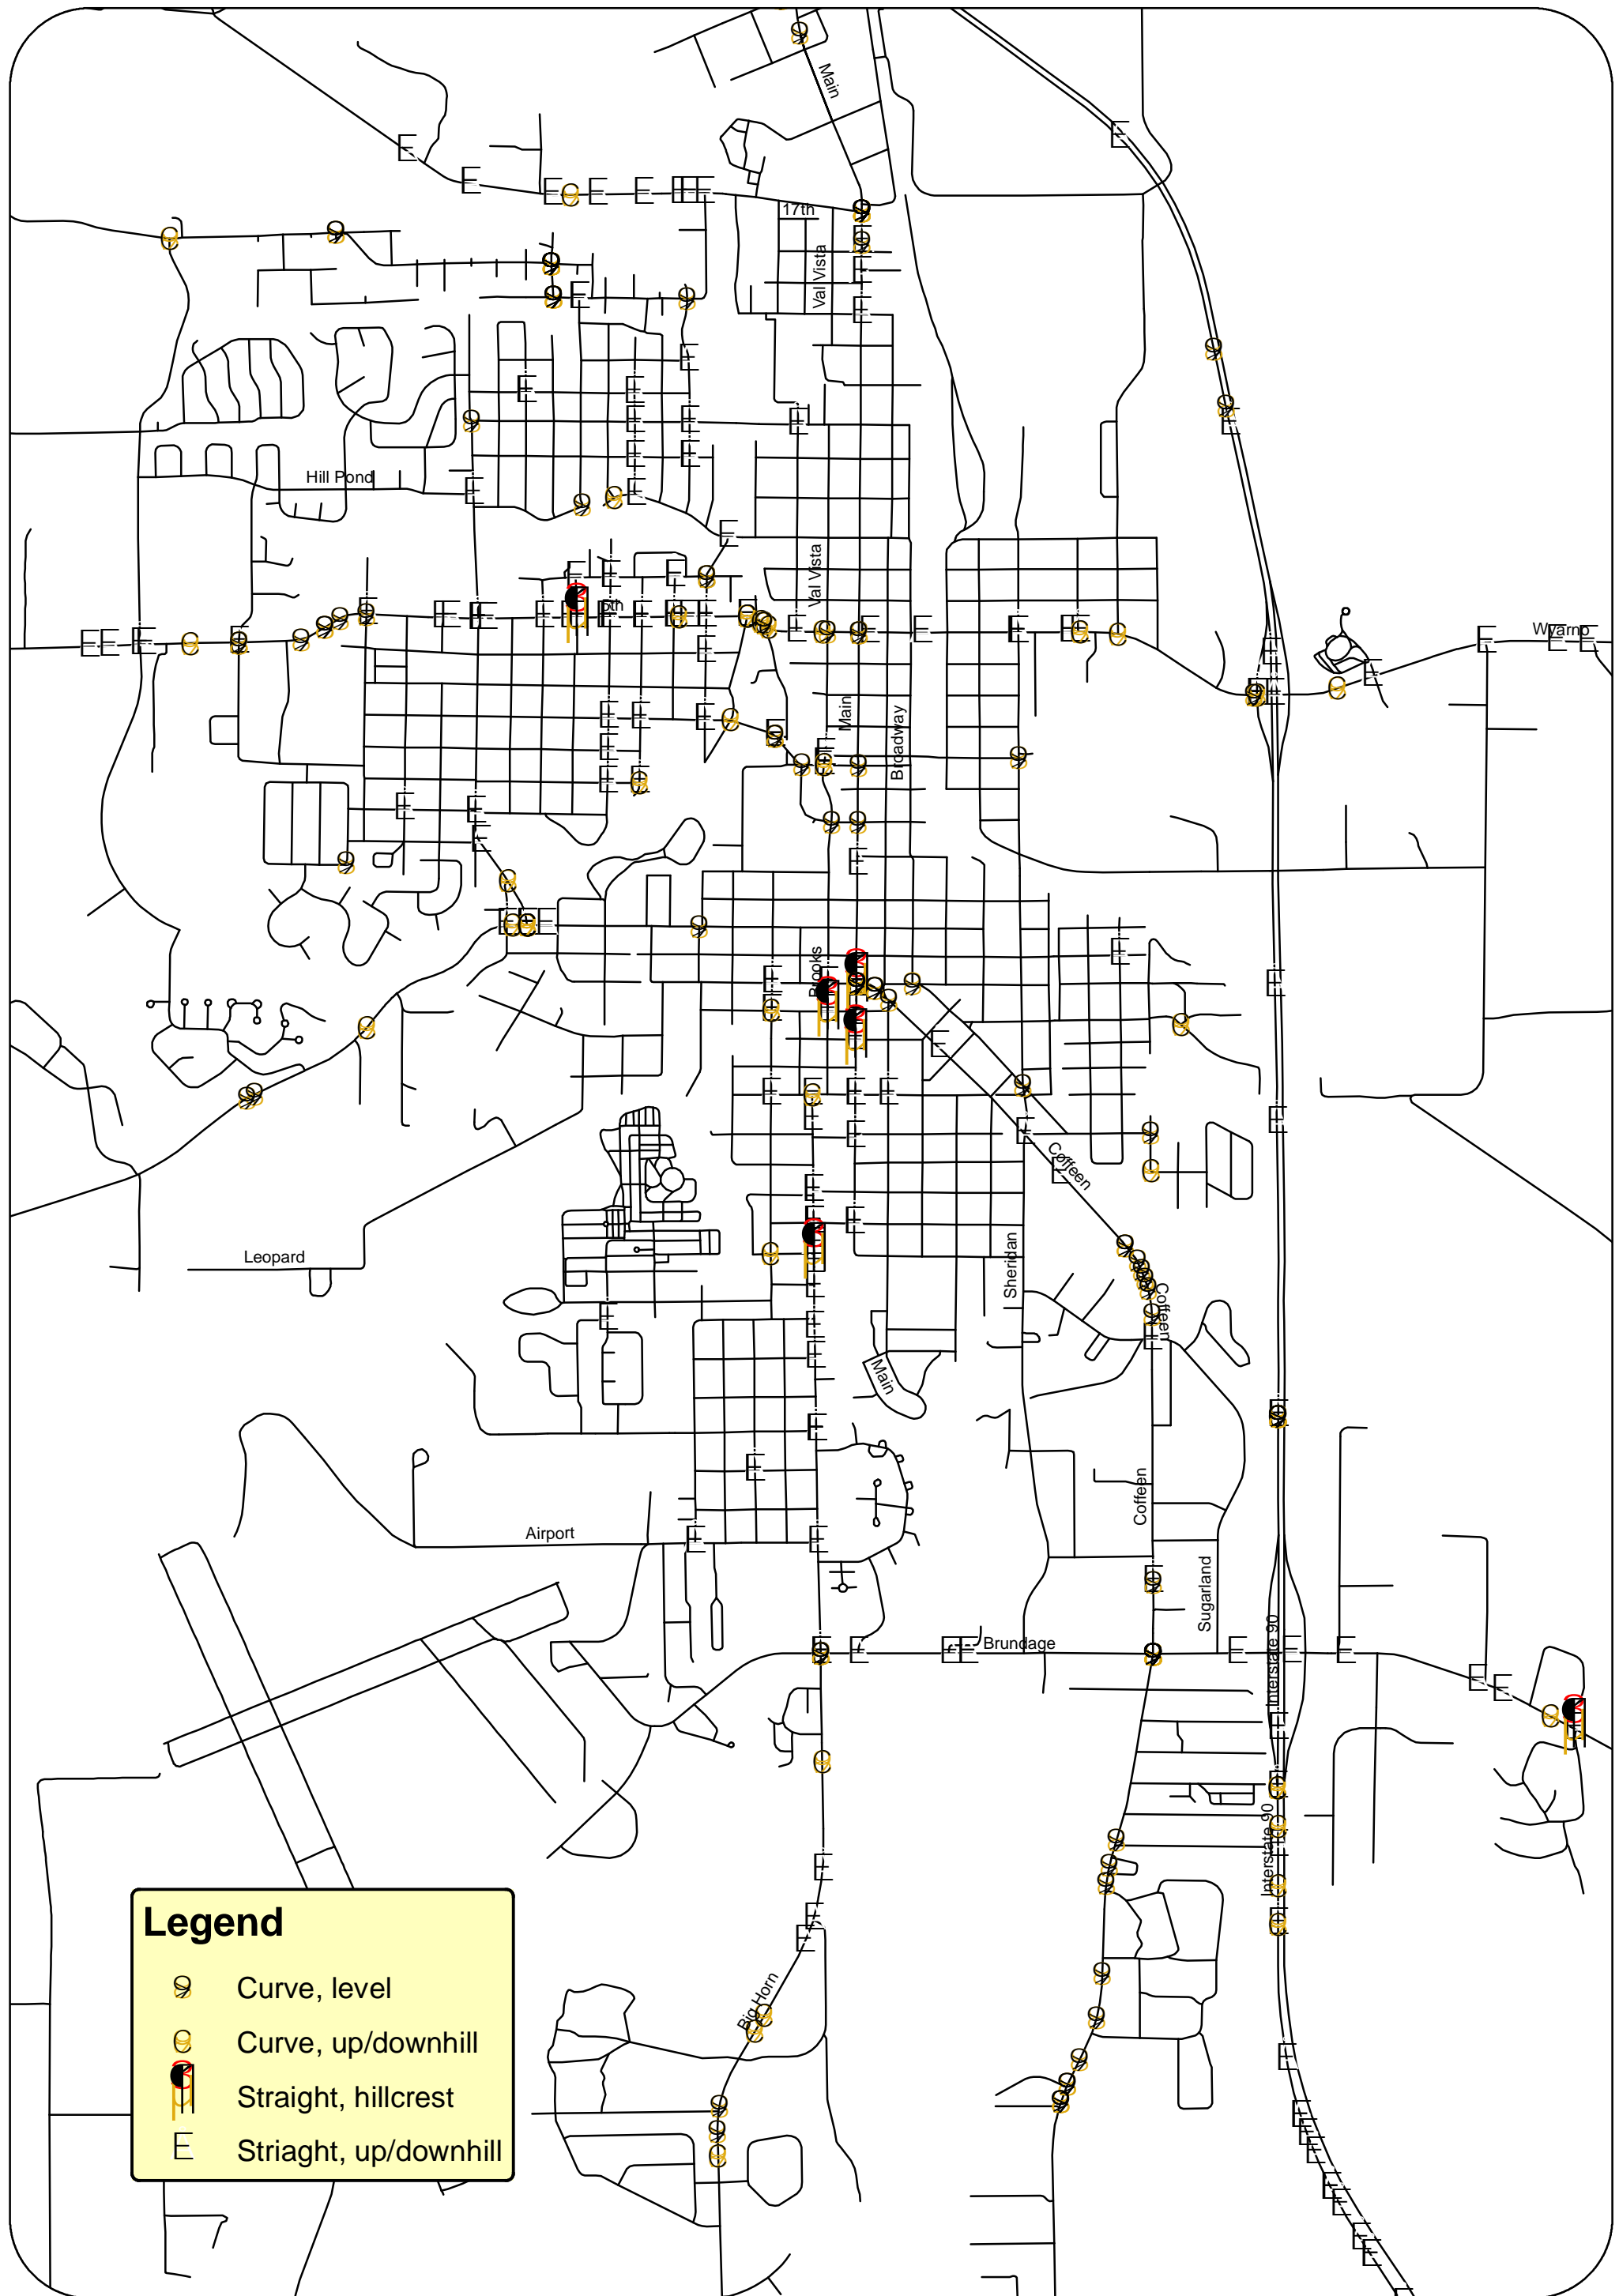 Main
17th
Val Vista
Hill Pond
Val Vista
5th
Wyarno
Main
Broadway
Brooks
Coffeen
Leopard
Sheridan
Coffeen
Main
Coffeen
Airport
Sugarland
Interstate 90
Brundage
Interstate 90
Big Horn
Legend
Curve, level
Curve, up/downhill
Straight, hillcrest
E Striaght, up/downhill